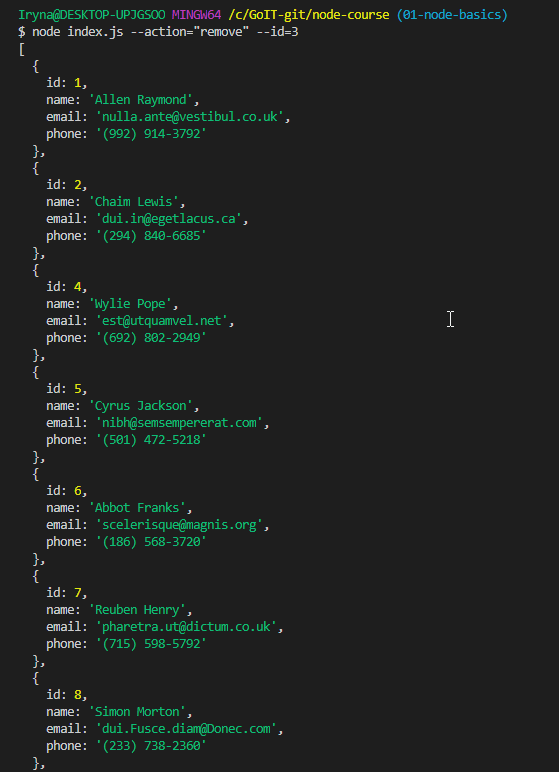 Iryna@DESKTOP-UPJGSOO MINGW64 /c/GoIT-git/node-course (01-node-basics)
$ node index.js --action="remove" --id=3
[
  {
    id: 1,
    name: 'Allen Raymond',
    email: 'nulla.ante@vestibul.co.uk',
    phone: '(992) 914-3792'
  },
  {
    id: 2,
    name: 'Chaim Lewis',
    email: 'dui.in@egetlacus.ca',
    phone: '(294) 840-6685'
  },
  {
    id: 4,
    name: 'Wylie Pope',
    email: 'est@utquamvel.net',
    phone: '(692) 802-2949'
  },
  {
    id: 5,
    name: 'Cyrus Jackson',
    email: 'nibh@semsempererat.com',
    phone: '(501) 472-5218'
  },
  {
    id: 6,
    name: 'Abbot Franks',
    email: 'scelerisque@magnis.org',
    phone: '(186) 568-3720'
  },
  {
    id: 7,
    name: 'Reuben Henry',
    email: 'pharetra.ut@dictum.co.uk',
    phone: '(715) 598-5792'
  },
  {
    id: 8,
    name: 'Simon Morton',
    email: 'dui.Fusce.diam@Donec.com',
    phone: '(233) 738-2360'
  },